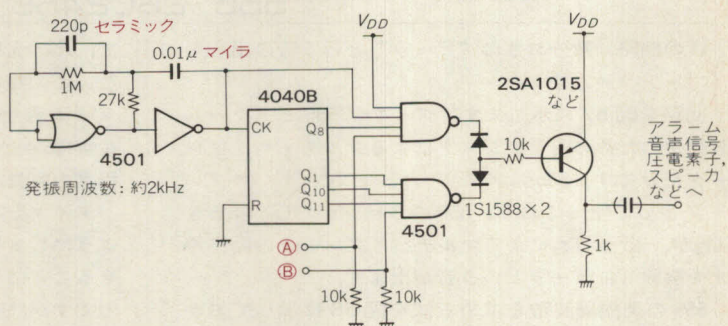 220p セラミック
0.01μ マイラ
1M
27k
4501
発振周波数: 約2kHz
4040B
CK
Q8
Q1
Q10
Q11
R
Ⓐ
Ⓑ
10k
10k
VDD
4501
1S1588×2
10k
VDD
2SA1015
など
アラーム
音声信号
圧電素子,
スピーカ
などへ
1k